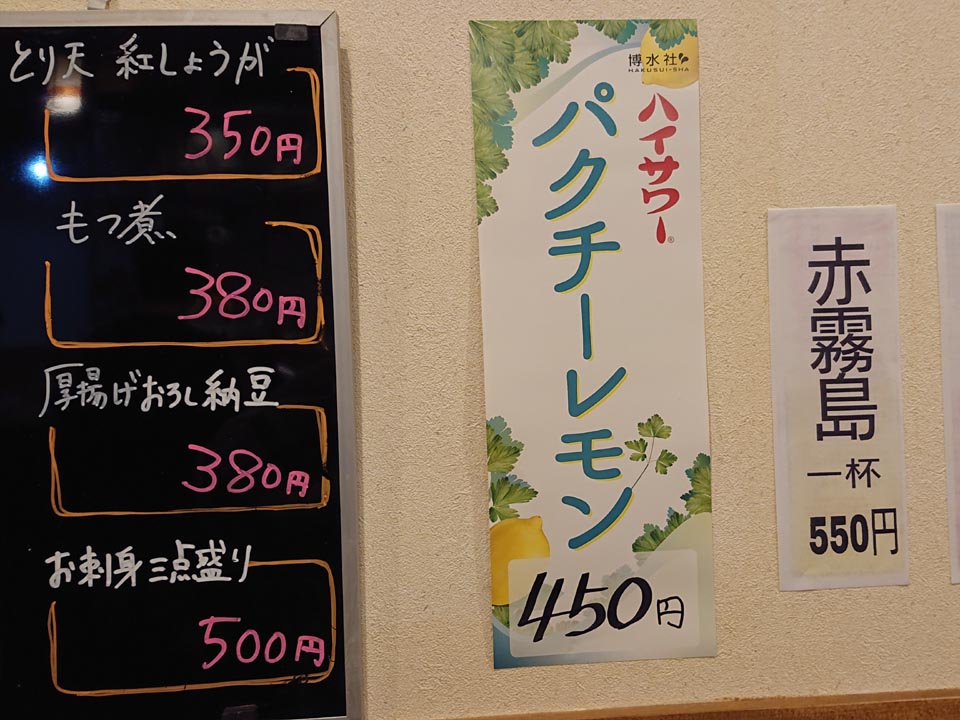 とり天 紅しょうが
350円
もつ煮
380円
厚揚げおろし納豆
380円
お刺身三点盛り
500円
博水社
HAKUSUI-SHA
ハイサワー®
パクチーレモン
450円
赤霧島
一杯
550円